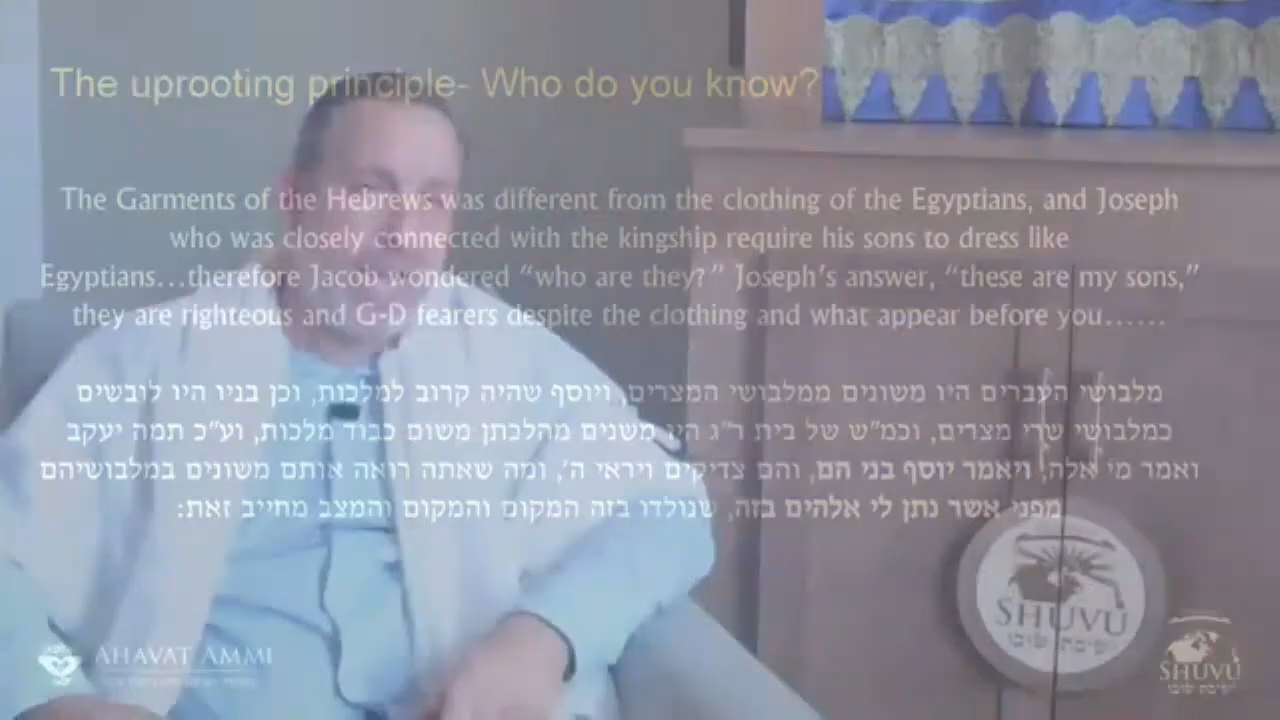 The uprooting principle- Who do you know?
The Garments of the Hebrews was different from the clothing of the Egyptians, and Joseph
who was closely connected with the kingship require his sons to dress like
Egyptians...therefore Jacob wondered “who are they?” Joseph’s answer, “these are my sons,”
they are righteous and G-D fearers despite the clothing and what appear before you……
מלבושי העברים היו משונים ממלבושי המצרים, ויוסף שהיה קרוב למלכות, וכן בניו היו לובשים
כמלבושי שרי מצרים, וכמ״ש של בית ר״ג היו משנים מהלכתן משום כבוד מלכות, וע״כ תמה יעקב
ואמר מי אלה, ויאמר יוסף בני הם, והם צדיקים ויראי ה׳, ומה שאתה רואה אותם משונים במלבושיהם
מפני אשר נתן לי אלהים בזה, שנולדו בזה המקום והמקום והמצב מחייב זאת:
SHUVU
ישיבת שובו
AHAVAT AMMI
SHUVU
ישיבת שובו